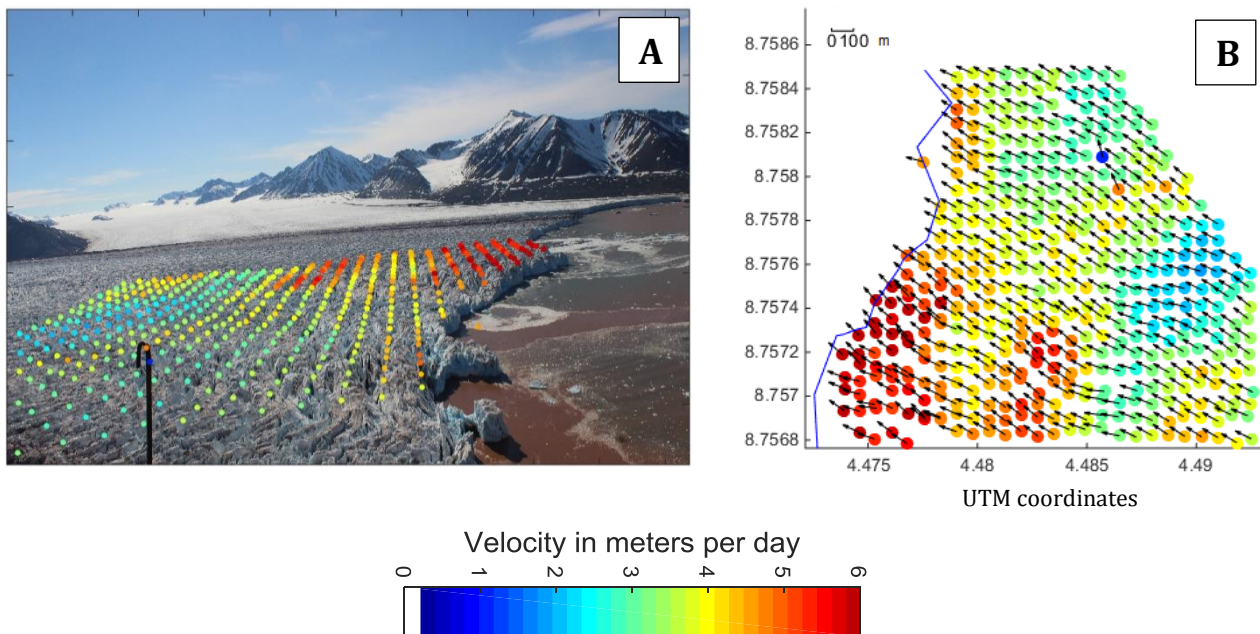 A
B
0 100 m
8.7586
8.7584
8.7582
8.758
8.7578
8.7576
8.7574
8.7572
8.757
8.7568
4.475 4.48 4.485 4.49
UTM coordinates
Velocity in meters per day
0 1 2 3 4 5 6